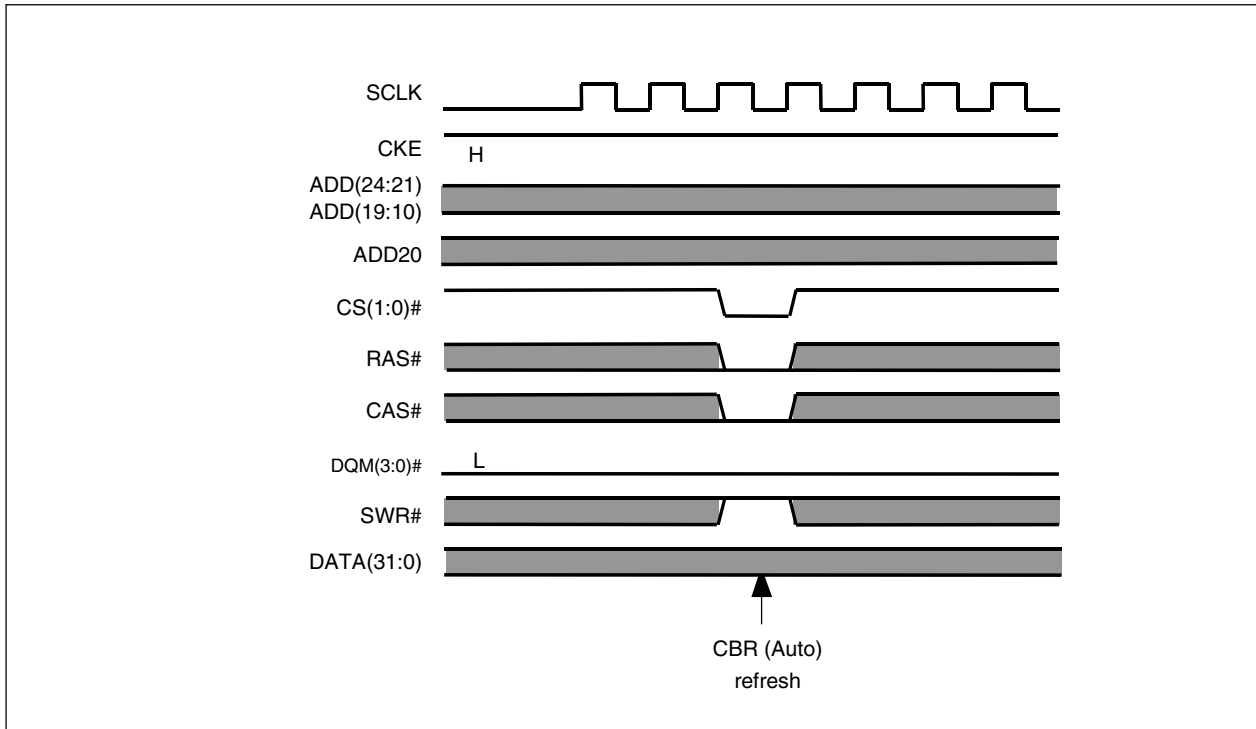 SCLK
CKE
H
ADD(24:21)
ADD(19:10)
ADD20
CS(1:0)#
RAS#
CAS#
DQM(3:0)#
L
SWR#
DATA(31:0)
CBR (Auto)
refresh